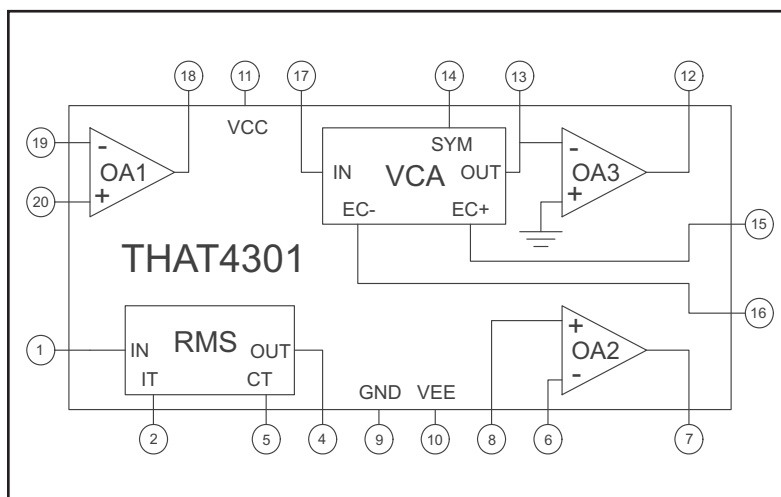 18 11 17 14 13 12
VCC
19 - OA1
20 +
SYM
IN VCA OUT
EC- EC+
- OA3
+
15
THAT4301
16
1 IN RMS OUT
IT CT
+ OA2
-
GND VEE
2 5 4 9 10 8 6 7